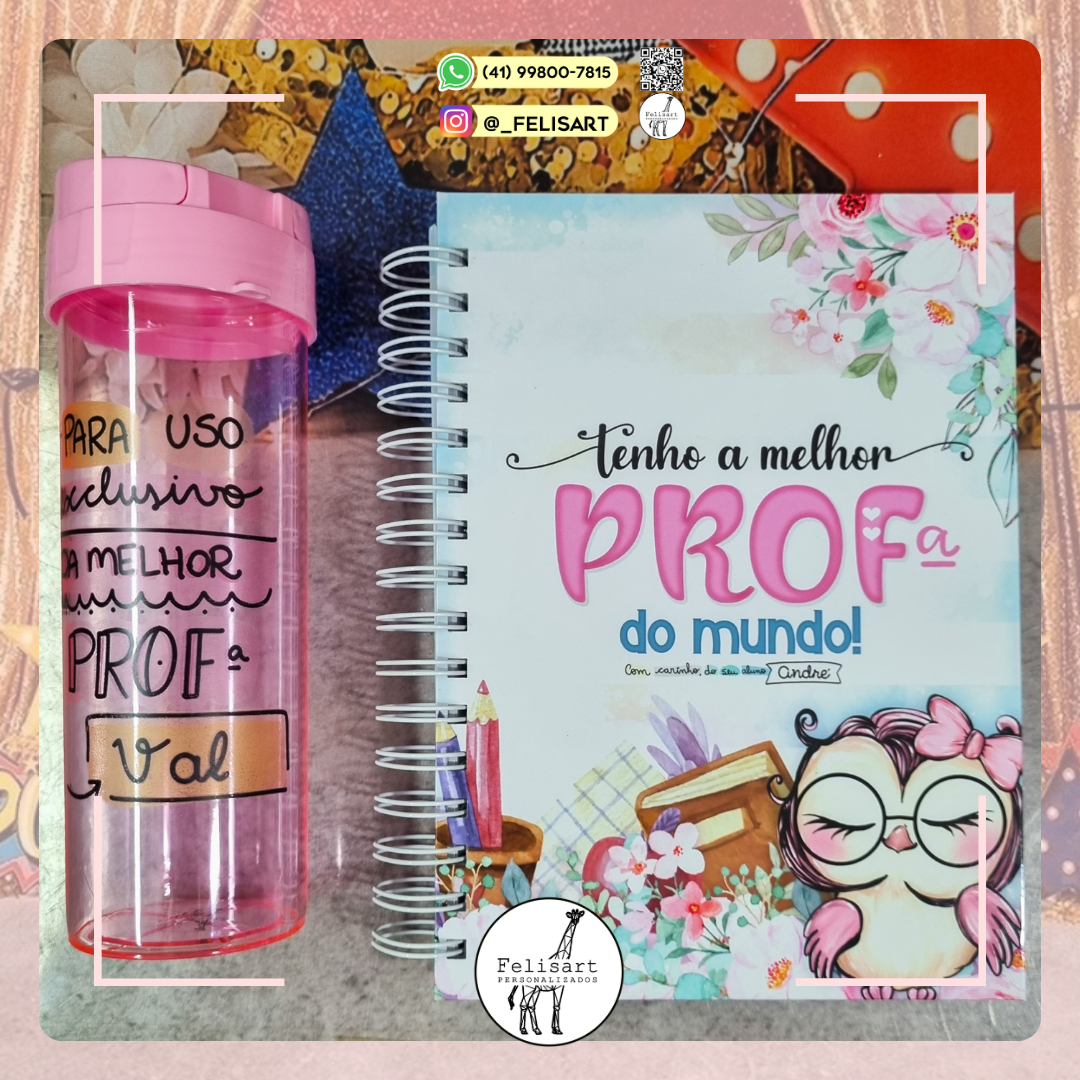 (41) 99800-7815
@_FELISART
Felisart
PERSONALIZADOS
PARA USO
exclusivo
DA MELHOR
PROFª
Val
tenho a melhor
PROFª
do mundo!
Com carinho, do seu aluno André
Felisart
PERSONALIZADOS